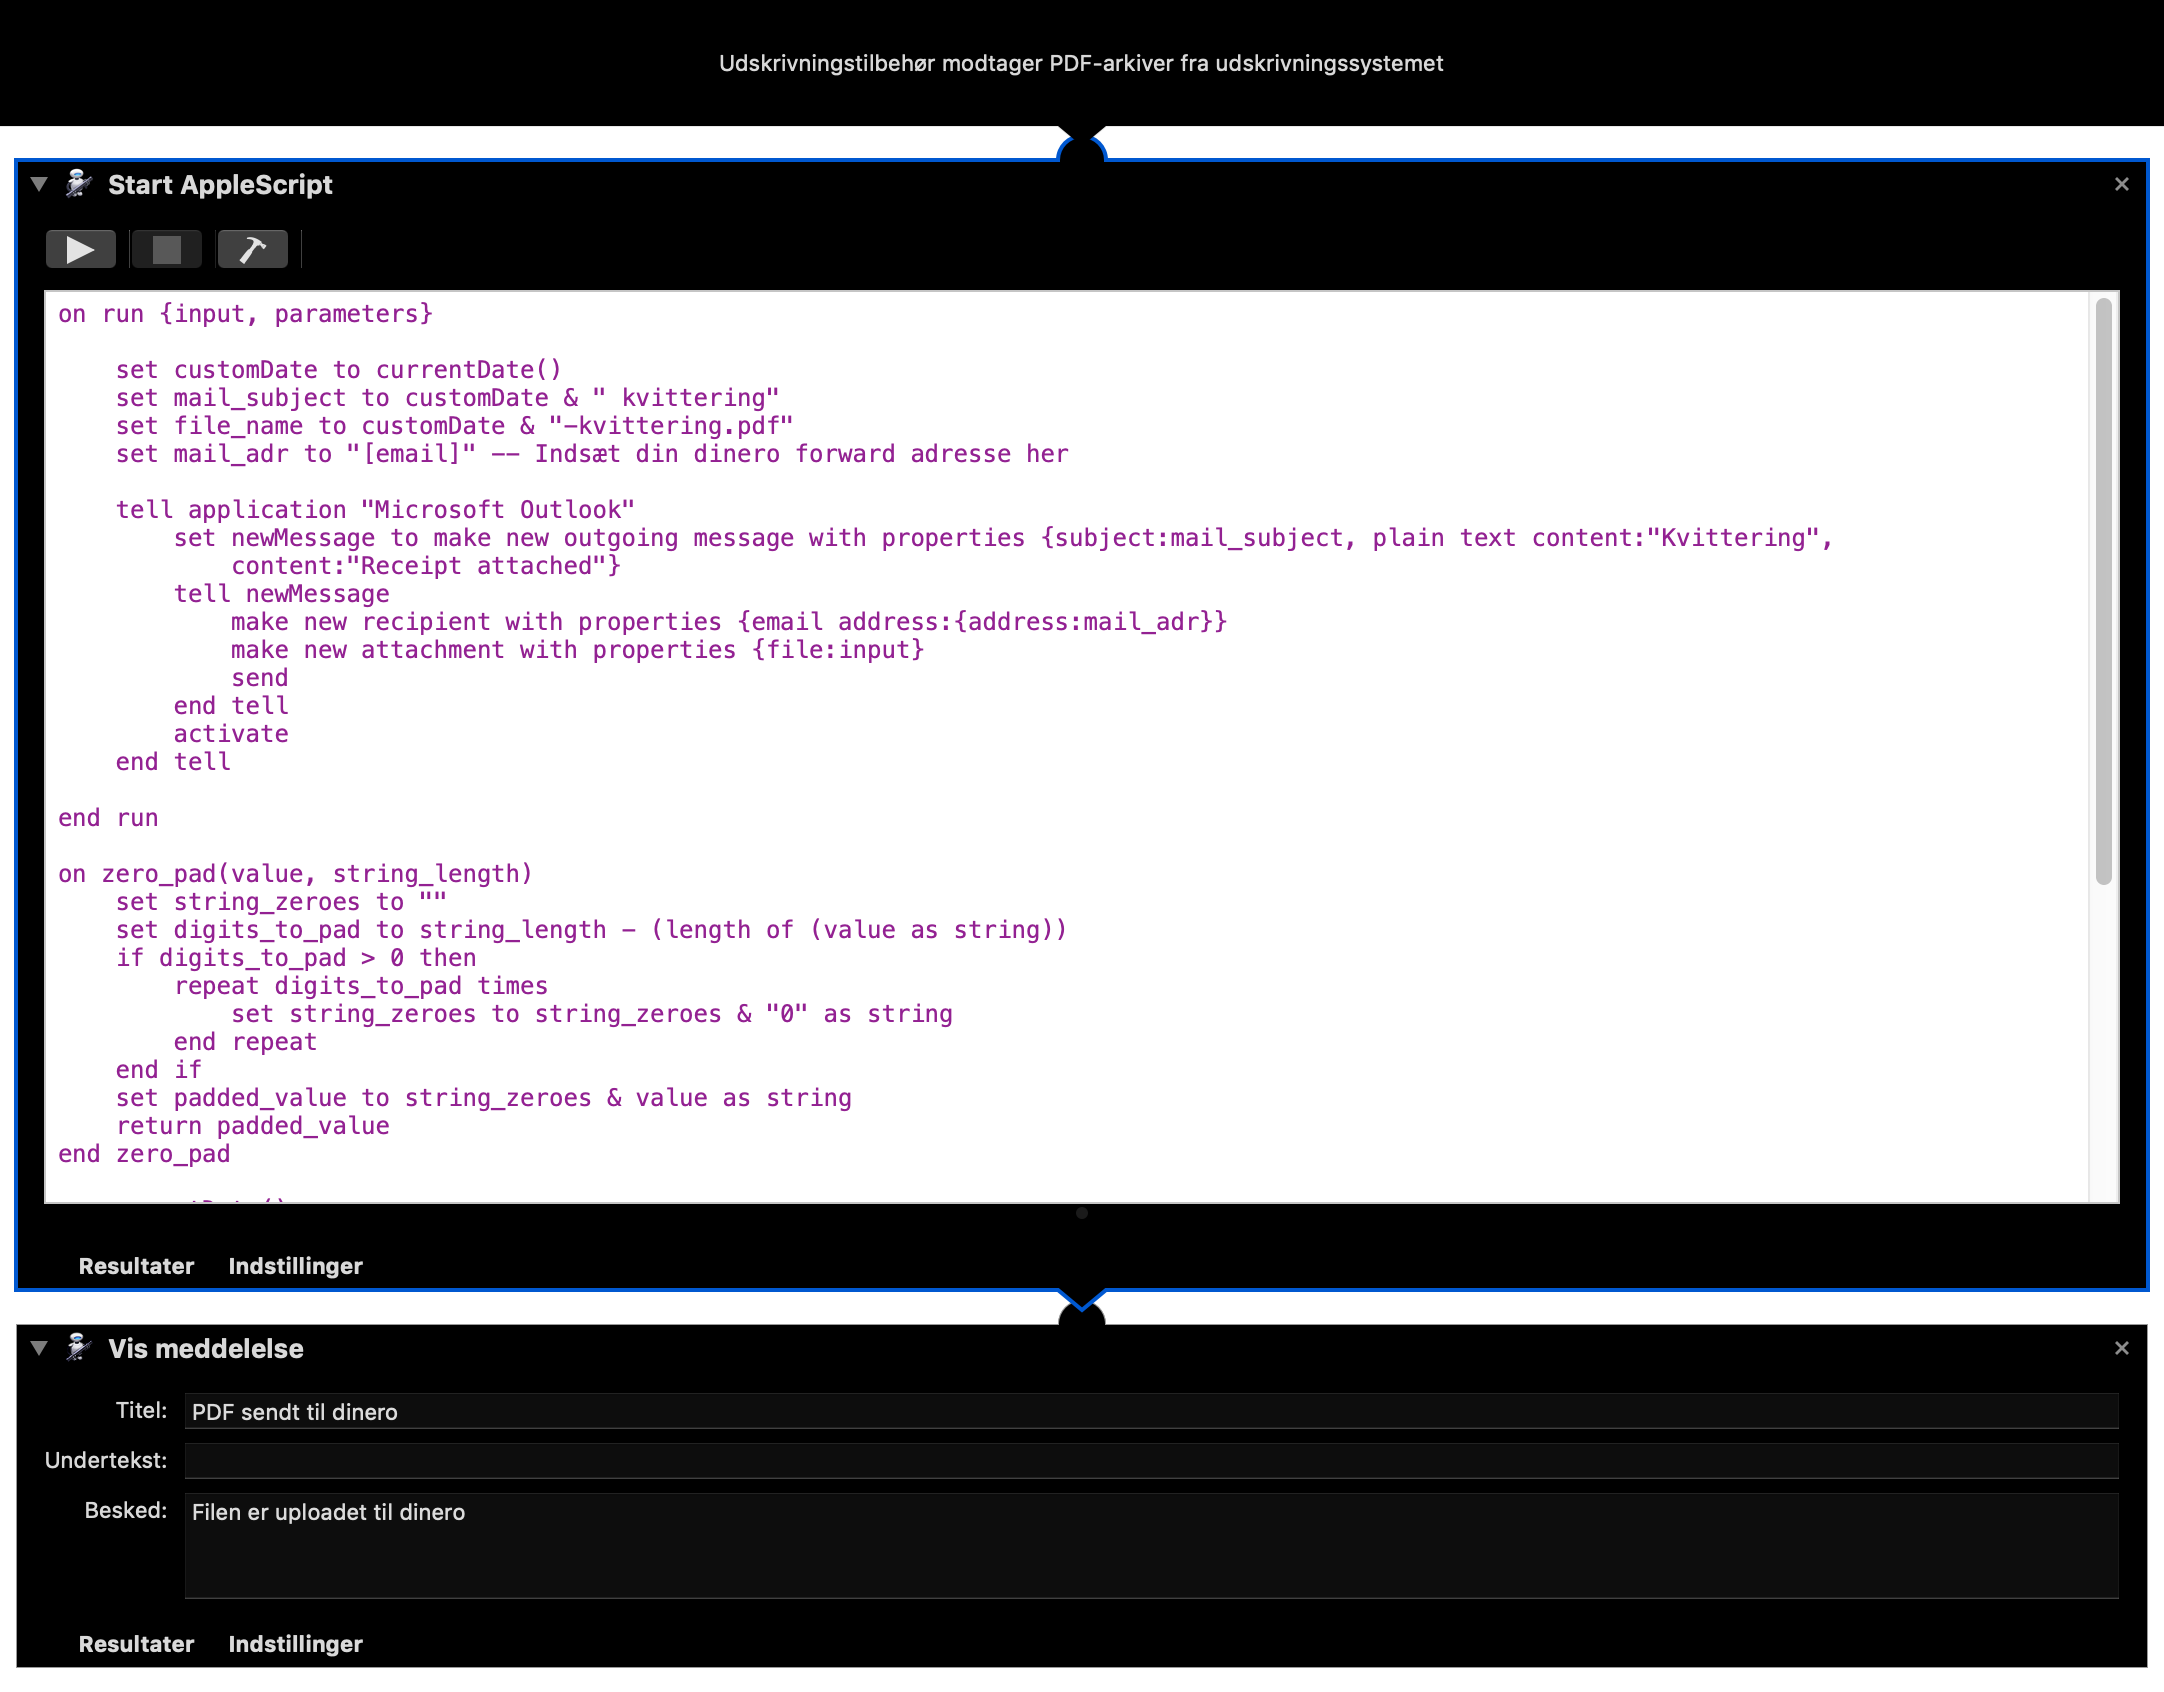 Udskrivningstilbehør modtager PDF-arkiver fra udskrivningssystemet
Start AppleScript
on run {input, parameters}
set customDate to currentDate()
set mail_subject to customDate & " kvittering"
set file_name to customDate & "-kvittering.pdf"
set mail_adr to "[email]" -- Indsæt din dinero forward adresse her
tell application "Microsoft Outlook"
set newMessage to make new outgoing message with properties {subject:mail_subject, plain text content:"Kvittering",
content:"Receipt attached"}
tell newMessage
make new recipient with properties {email address:{address:mail_adr}}
make new attachment with properties {file:input}
send
end tell
activate
end tell
end run
on zero_pad(value, string_length)
set string_zeroes to ""
set digits_to_pad to string_length - (length of (value as string))
if digits_to_pad > 0 then
repeat digits_to_pad times
set string_zeroes to string_zeroes & "0" as string
end repeat
end if
set padded_value to string_zeroes & value as string
return padded_value
end zero_pad
Resultater Indstillinger
Vis meddelelse
Titel: PDF sendt til dinero
Undertekst:
Besked: Filen er uploadet til dinero
Resultater Indstillinger